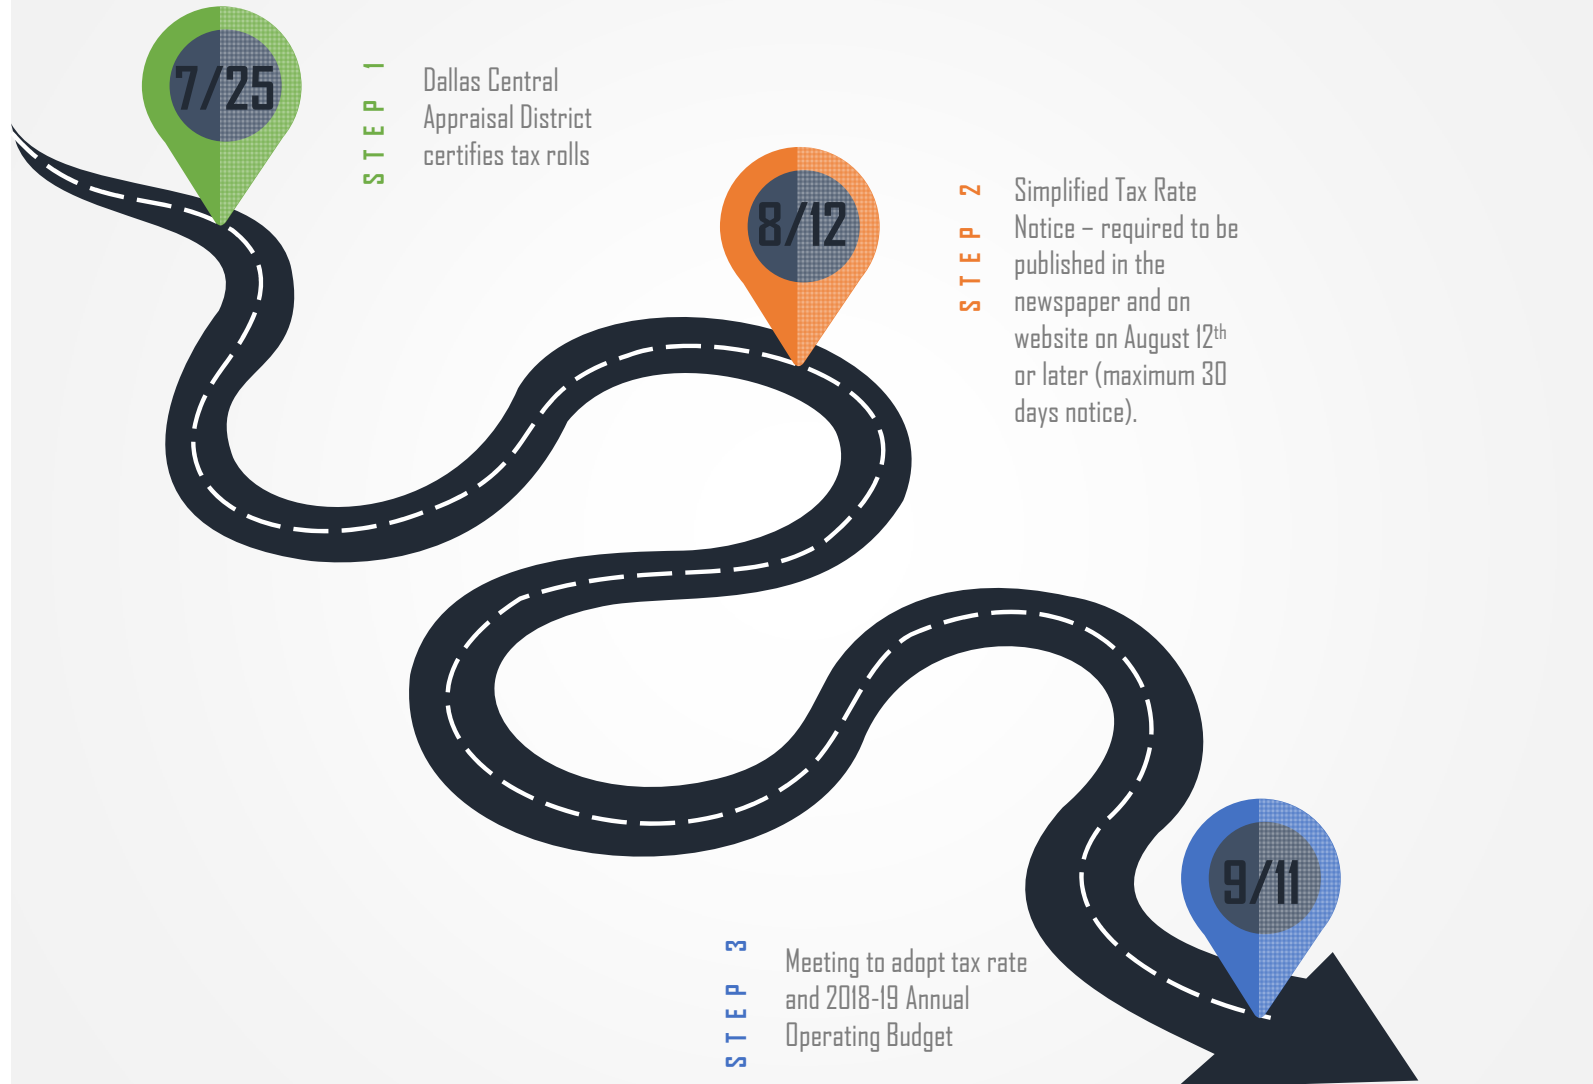 7/25
STEP 1
Dallas Central
Appraisal District
certifies tax rolls
8/12
STEP 2
Simplified Tax Rate
Notice – required to be
published in the
newspaper and on
website on August 12th
or later (maximum 30
days notice).
9/11
STEP 3
Meeting to adopt tax rate
and 2018-19 Annual
Operating Budget